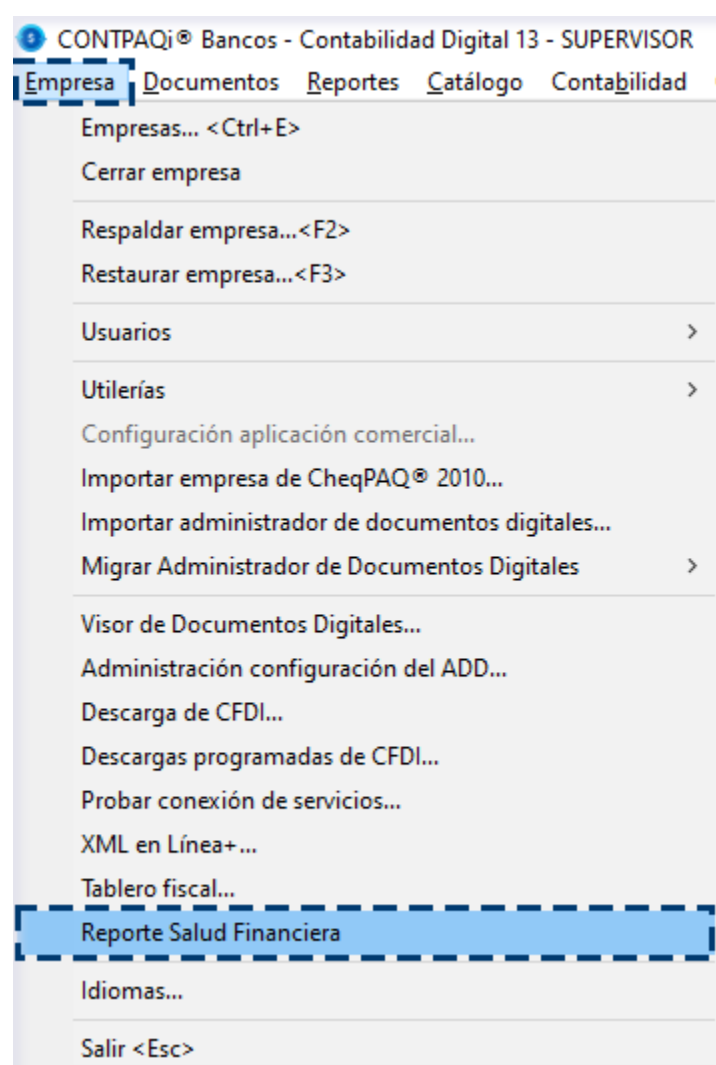 CONTPAQi® Bancos - Contabilidad Digital 13 - SUPERVISOR
Empresa Documentos Reportes Catálogo Contabilidad
Empresas... <Ctrl+E>
Cerrar empresa
Respaldar empresa...<F2>
Restaurar empresa...<F3>
Usuarios
Utilerías
Configuración aplicación comercial...
Importar empresa de CheqPAQ® 2010...
Importar administrador de documentos digitales...
Migrar Administrador de Documentos Digitales
Visor de Documentos Digitales...
Administración configuración del ADD...
Descarga de CFDI...
Descargas programadas de CFDI...
Probar conexión de servicios...
XML en Línea+...
Tablero fiscal...
Reporte Salud Financiera
Idiomas...
Salir <Esc>